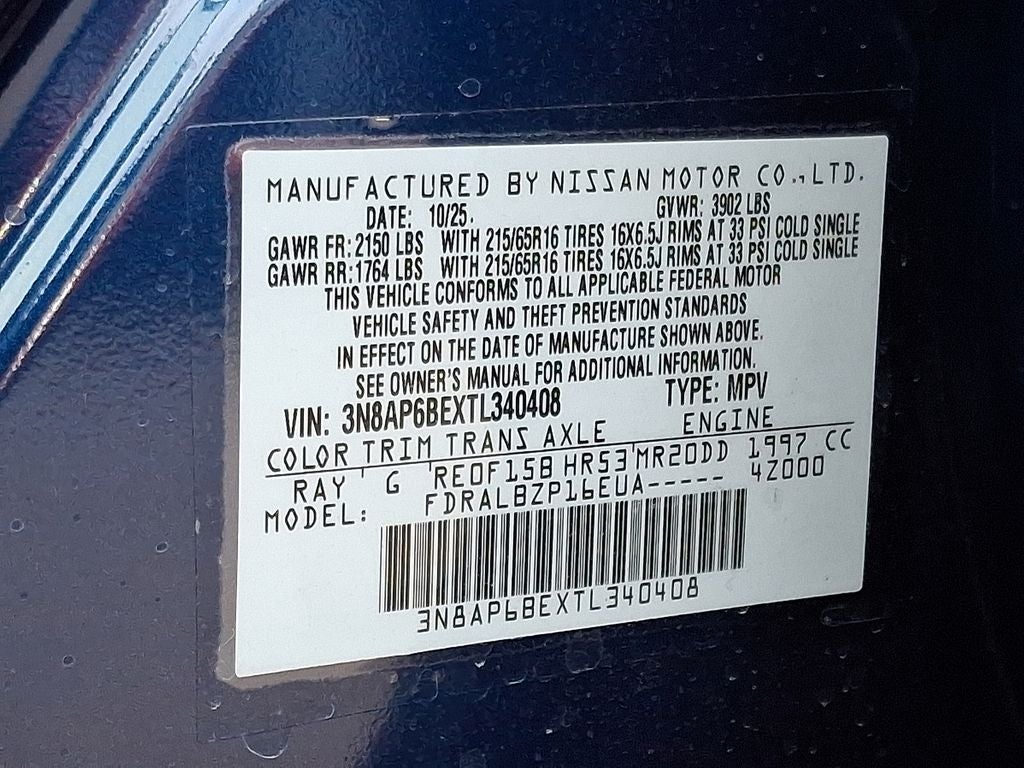 MANUFACTURED BY NISSAN MOTOR CO.,LTD.
DATE: 10/25. GVWR: 3902 LBS
GAWR FR: 2150 LBS WITH 215/65R16 TIRES 16X6.5J RIMS AT 33 PSI COLD SINGLE
GAWR RR: 1764 LBS WITH 215/65R16 TIRES 16X6.5J RIMS AT 33 PSI COLD SINGLE
THIS VEHICLE CONFORMS TO ALL APPLICABLE FEDERAL MOTOR
VEHICLE SAFETY AND THEFT PREVENTION STANDARDS
IN EFFECT ON THE DATE OF MANUFACTURE SHOWN ABOVE.
SEE OWNER'S MANUAL FOR ADDITIONAL INFORMATION.
VIN: 3N8AP6BEXTL340408 TYPE: MPV
COLOR TRIM TRANS AXLE ENGINE
RAY G RE0F15B HR53 MR20DD 1997 CC
MODEL: FDRALBZP16EUA----- 4Z000
3N8AP6BEXTL340408